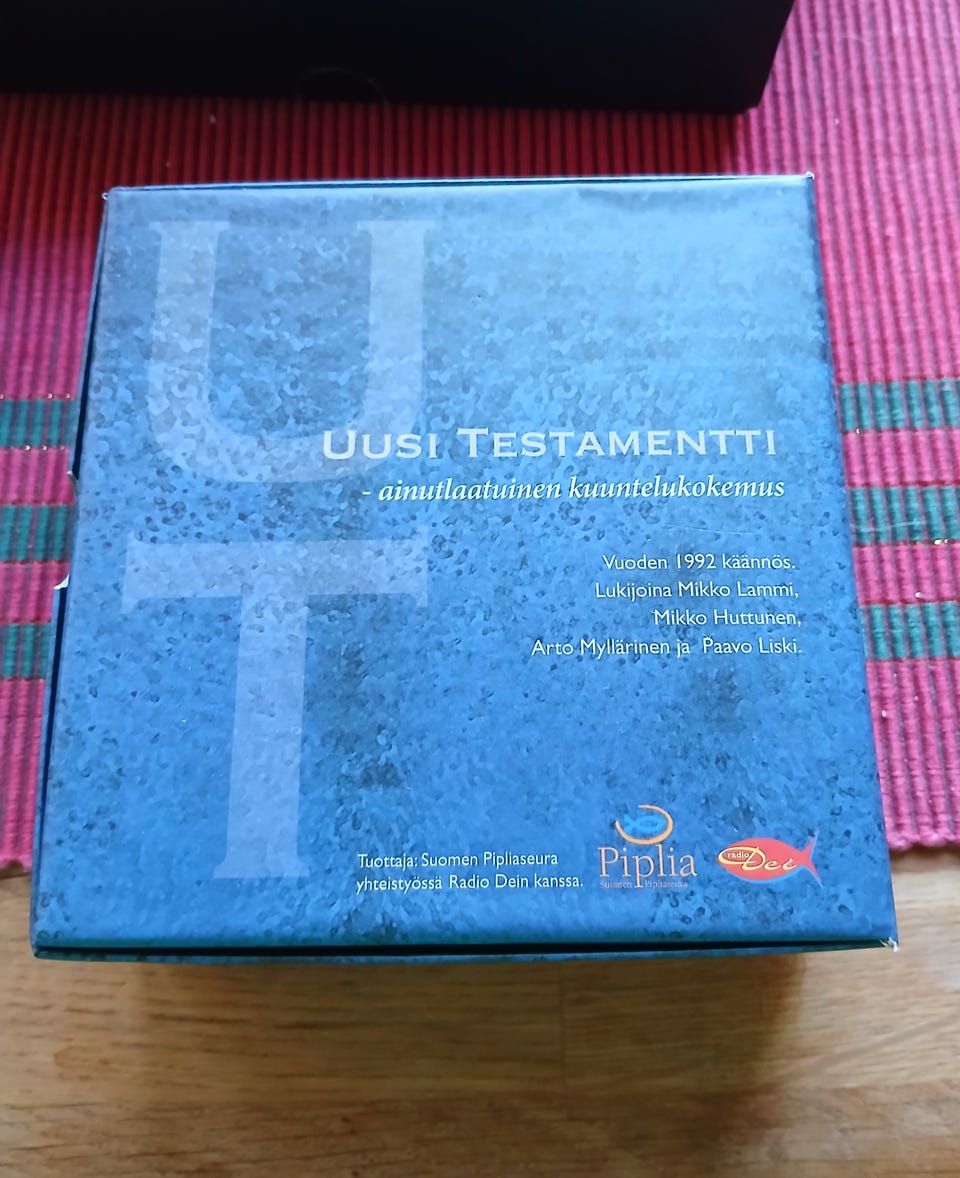 U
T
UUSI TESTAMENTTI
- ainutlaatuinen kuuntelukokemus
Vuoden 1992 käännös.
Lukijoina Mikko Lammi,
Mikko Huttunen,
Arto Myllärinen ja Paavo Liski.
Tuottaja: Suomen Pipliaseura
yhteistyössä Radio Dein kanssa.
Piplia
Suomen Pipliaseura
radio Dei